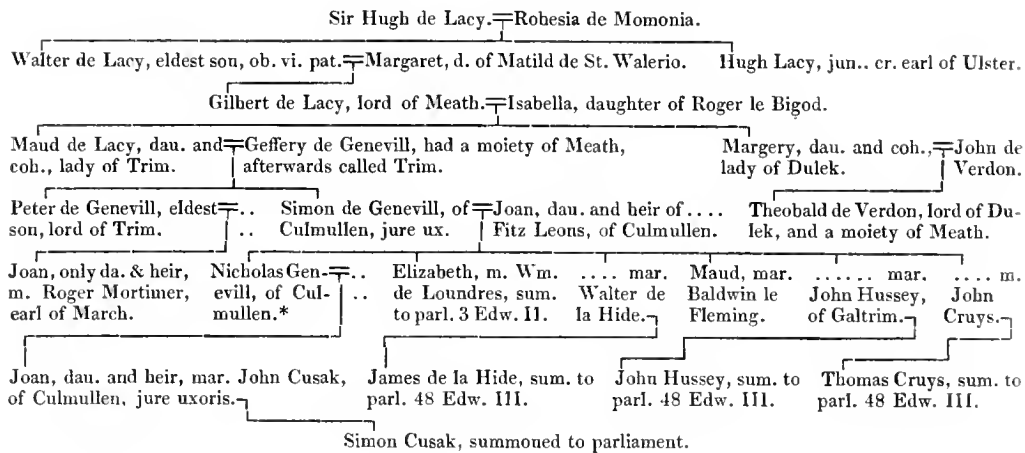 Sir Hugh de Lacy.╤Robesia de Momonia.
Walter de Lacy, eldest son, ob. vi. pat.╤Margaret, d. of Matild de St. Walerio. Hugh Lacy, jun.. cr. earl of Ulster.
Gilbert de Lacy, lord of Meath.╤Isabella, daughter of Roger le Bigod.
Maud de Lacy, dau. and╤Geffery de Genevill, had a moiety of Meath, Margery, dau. and coh.,╤John de
coh., lady of Trim. afterwards called Trim. lady of Dulek. Verdon.
Peter de Genevill, eldest╤.. Simon de Genevill, of╤Joan, dau. and heir of .... Theobald de Verdon, lord of Du-
son, lord of Trim. .. Culmullen, jure ux. Fitz Leons, of Culmullen. lek, and a moiety of Meath.
Joan, only da. & heir, Nicholas Gen-╤.. Elizabeth, m. Wm. .... mar. Maud, mar. ...... mar. .... m.
m. Roger Mortimer, evill, of Cul- .. de Loundres, sum. Walter de Baldwin le John Hussey, John
earl of March. mullen.* to parl. 3 Edw. II. la Hide. Fleming. of Galtrim. Cruys.
Joan, dau. and heir, mar. John Cusak, James de la Hide, sum. to John Hussey, sum. to Thomas Cruys, sum. to
of Culmullen, jure uxoris. parl. 48 Edw. III. parl. 48 Edw. III. parl. 48 Edw. III.
Simon Cusak, summoned to parliament.